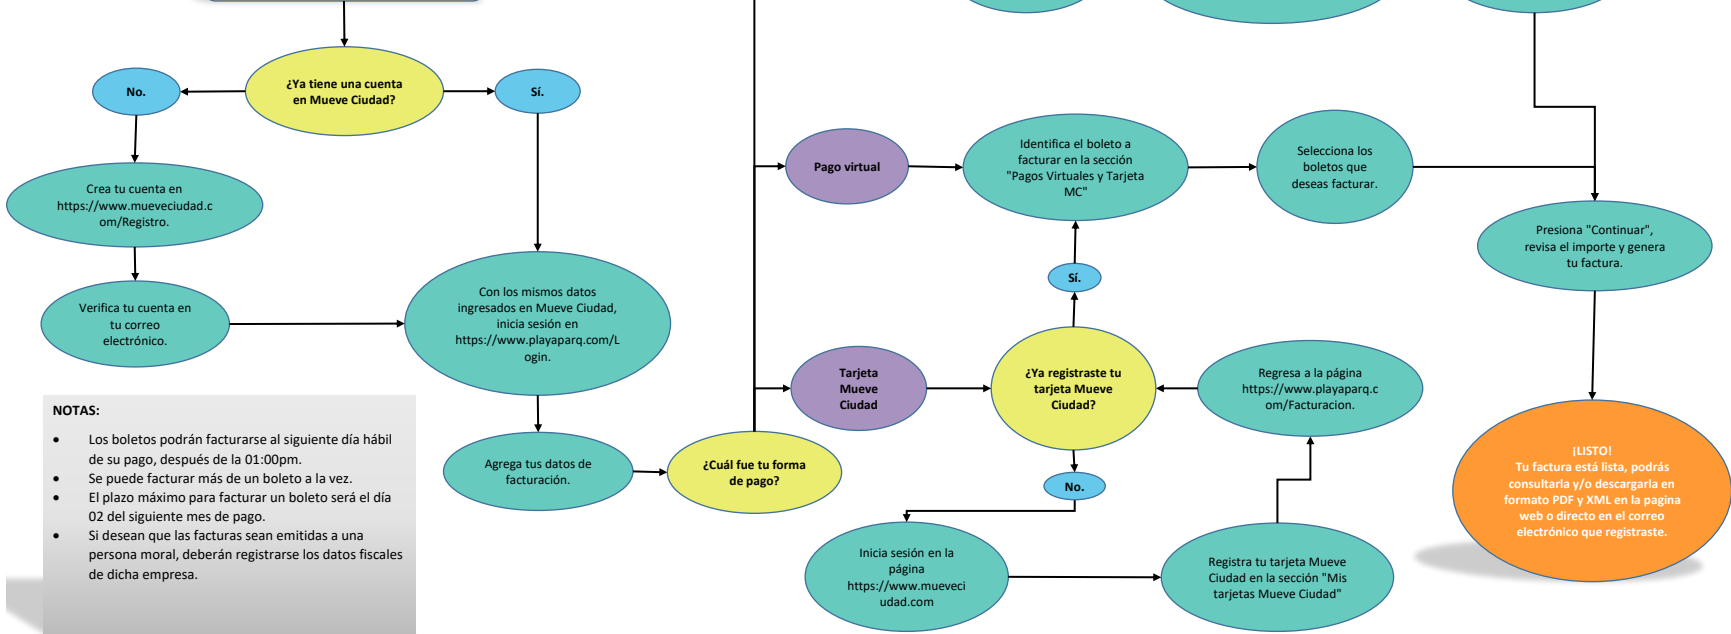 ¿Ya tiene una cuenta
en Mueve Ciudad?
No.
Sí.
Crea tu cuenta en
https://www.mueveciudad.c
om/Registro.
Verifica tu cuenta en
tu correo
electrónico.
Con los mismos datos
ingresados en Mueve Ciudad,
inicia sesión en
https://www.playaparq.com/L
ogin.
Agrega tus datos de
facturación.
¿Cuál fue tu forma
de pago?
Pago virtual
Identifica el boleto a
facturar en la sección
"Pagos Virtuales y Tarjeta
MC"
Selecciona los
boletos que
deseas facturar.
Presiona "Continuar",
revisa el importe y genera
tu factura.
Sí.
Tarjeta
Mueve
Ciudad
¿Ya registraste tu
tarjeta Mueve
Ciudad?
Regresa a la página
https://www.playaparq.c
om/Facturacion.
No.
Inicia sesión en la
página
https://www.mueveci
udad.com
Registra tu tarjeta Mueve
Ciudad en la sección "Mis
tarjetas Mueve Ciudad"
¡LISTO!
Tu factura está lista, podrás
consultarla y/o descargarla en
formato PDF y XML en la pagina
web o directo en el correo
electrónico que registraste.
NOTAS:
• Los boletos podrán facturarse al siguiente día hábil
de su pago, después de la 01:00pm.
• Se puede facturar más de un boleto a la vez.
• El plazo máximo para facturar un boleto será el día
02 del siguiente mes de pago.
• Si desean que las facturas sean emitidas a una
persona moral, deberán registrarse los datos fiscales
de dicha empresa.